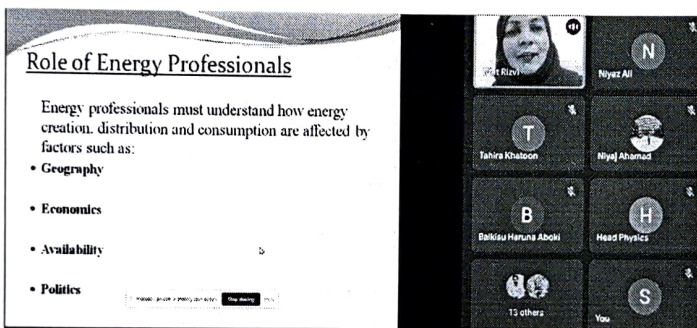 Role of Energy Professionals
Energy professionals must understand how energy
creation, distribution and consumption are affected by
factors such as:
• Geography
• Economics
• Availability
• Politics
Stop sharing
Rizvi
N
Niyaz Ali
T
Tahira Khatoon
Niyaj Ahamad
B
Balkisu Haruna Aboki
H
Head Physics
13 others
S
You